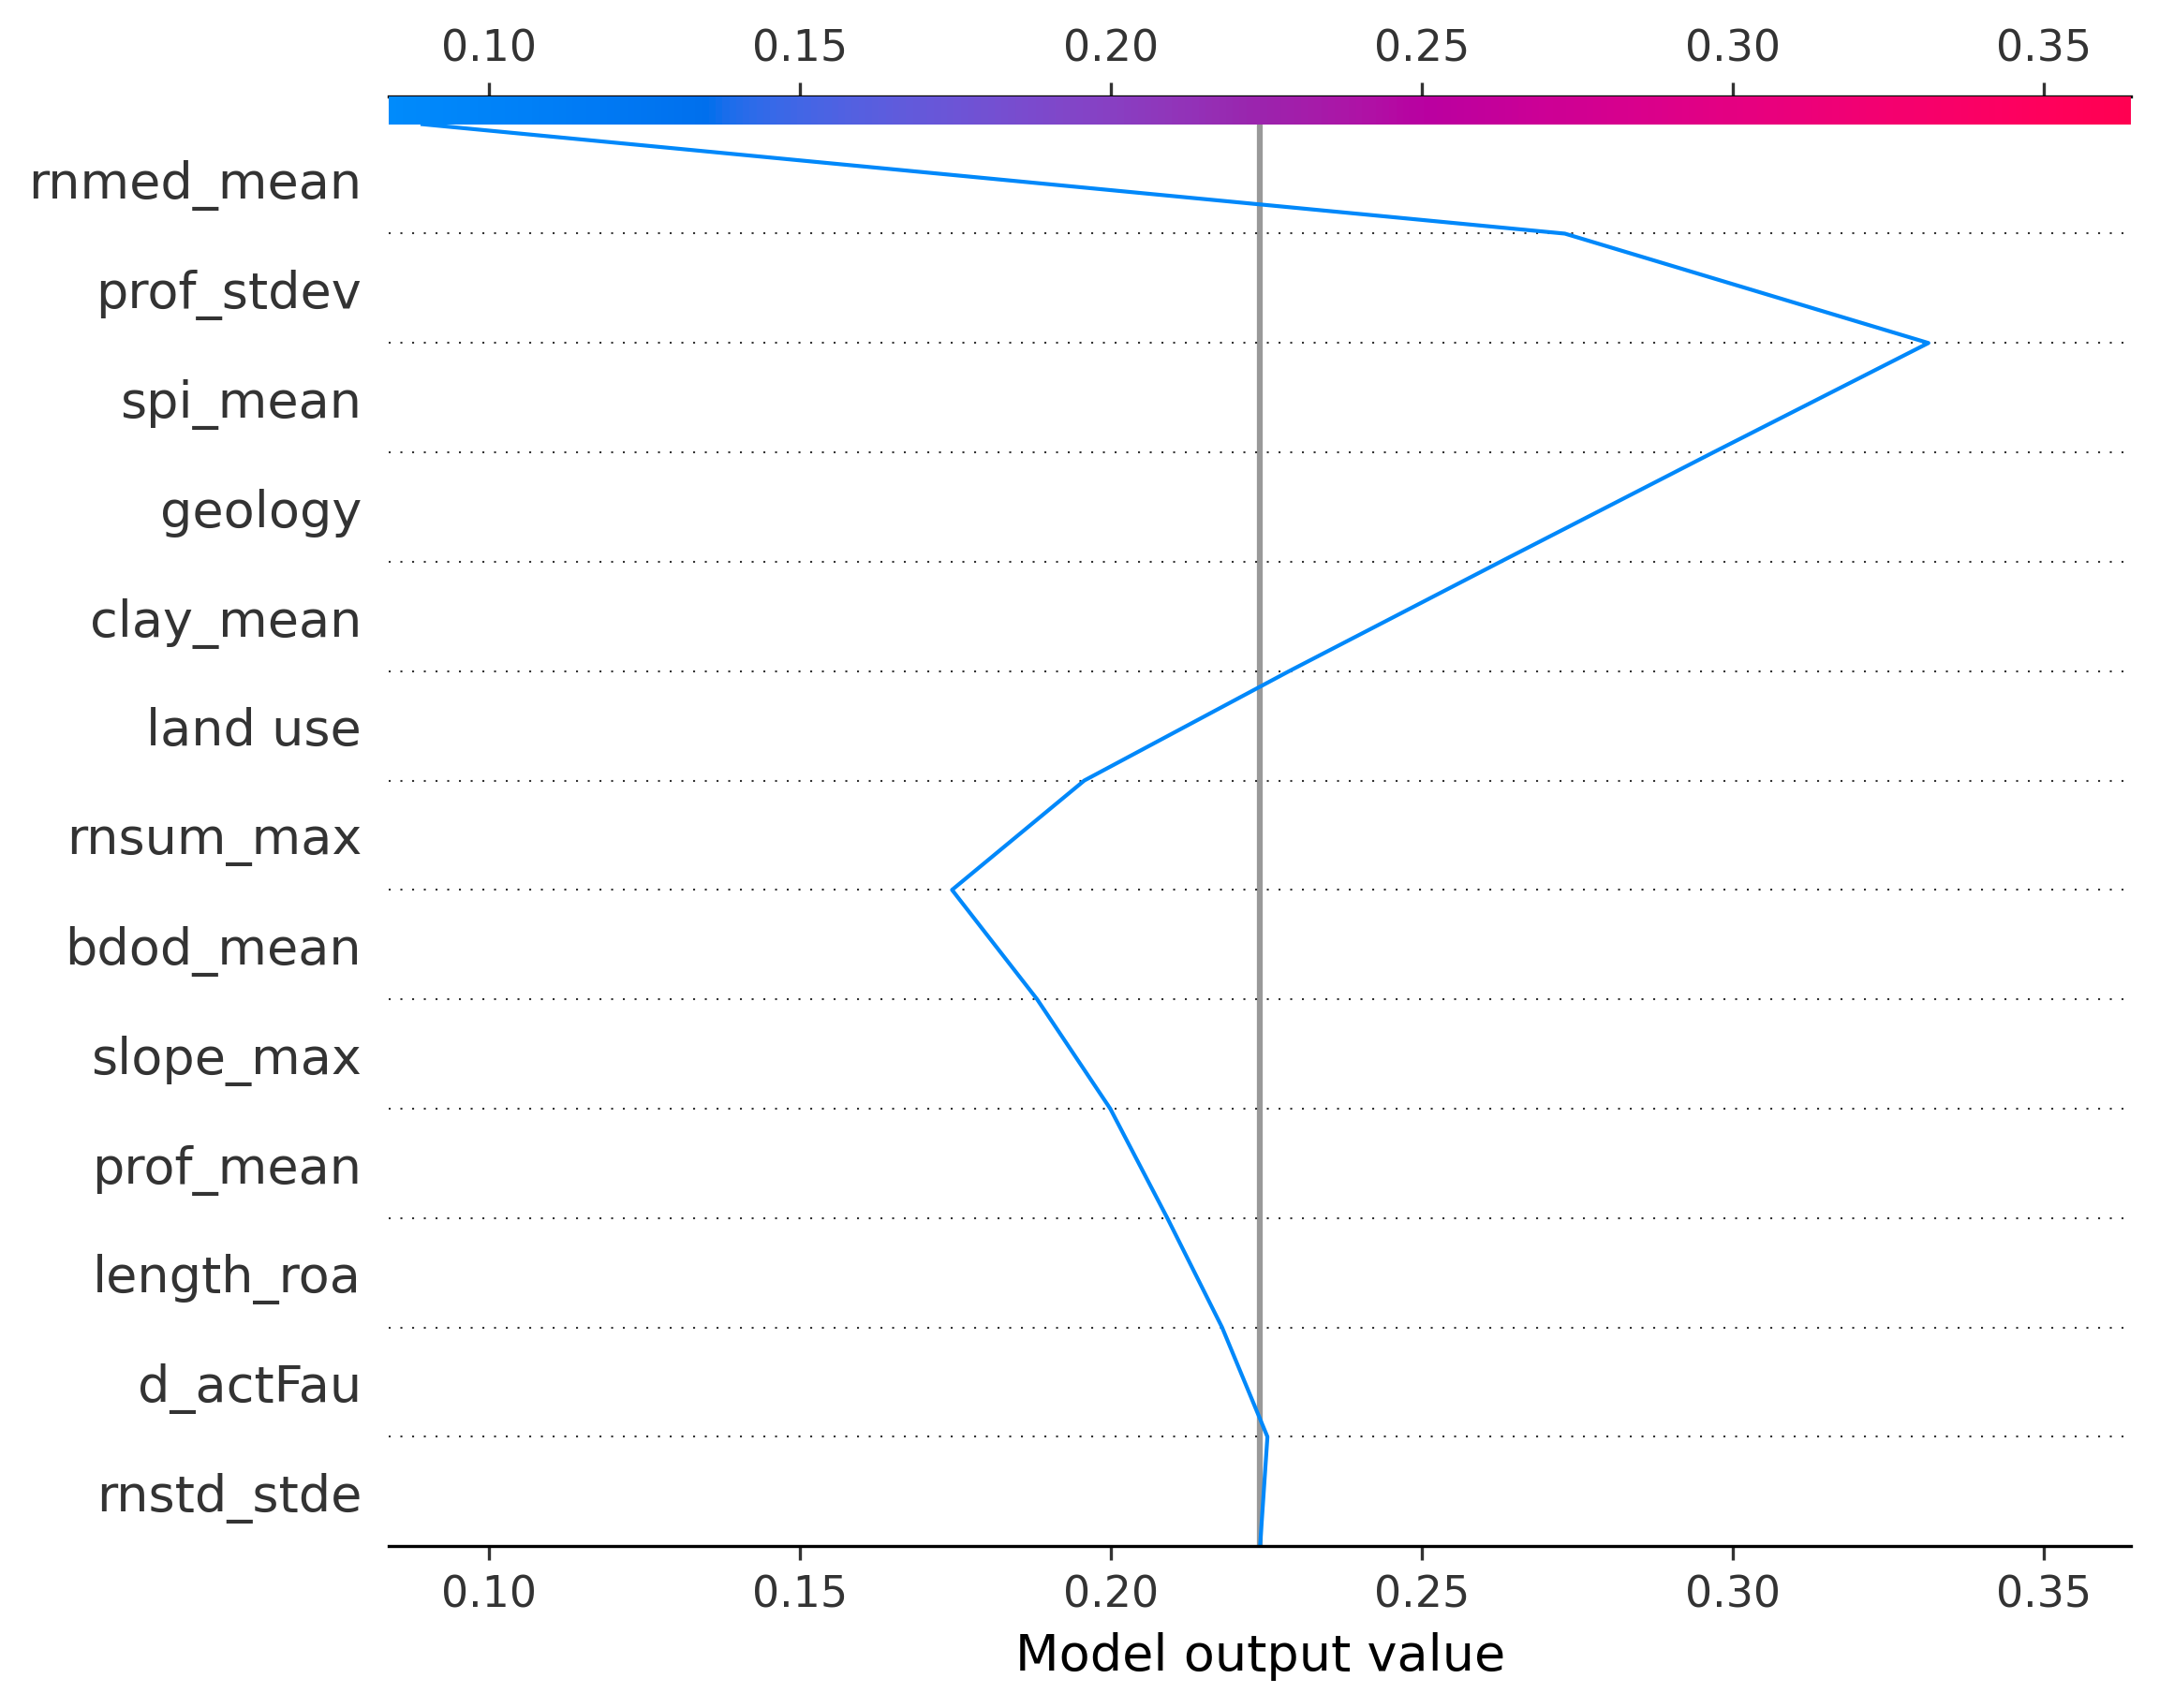 0.10 0.15 0.20 0.25 0.30 0.35
rnmed_mean
prof_stdev
spi_mean
geology
clay_mean
land use
rnsum_max
bdod_mean
slope_max
prof_mean
length_roa
d_actFau
rnstd_stde
0.10 0.15 0.20 0.25 0.30 0.35
Model output value